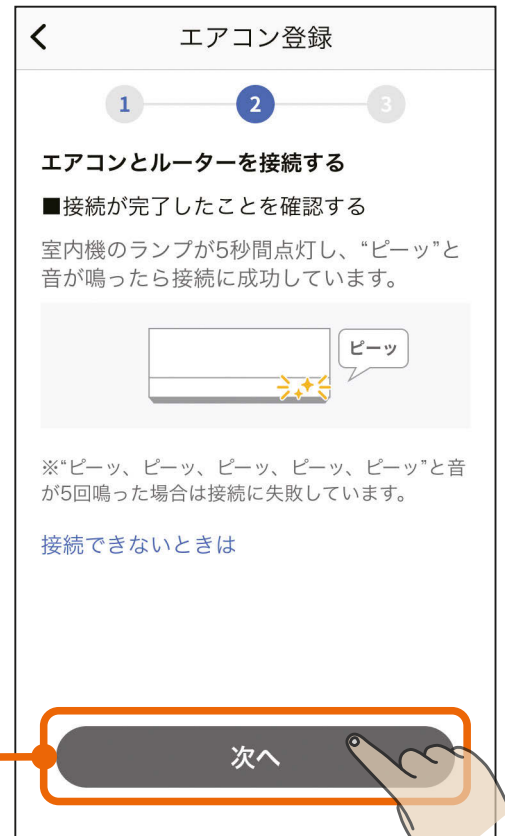 エアコン登録
1 2 3
エアコンとルーターを接続する
■接続が完了したことを確認する
室内機のランプが5秒間点灯し、“ピーッ”と
音が鳴ったら接続に成功しています。
ピーッ
※“ピーッ、ピーッ、ピーッ、ピーッ、ピーッ”と音
が5回鳴った場合は接続に失敗しています。
接続できないときは
次へ